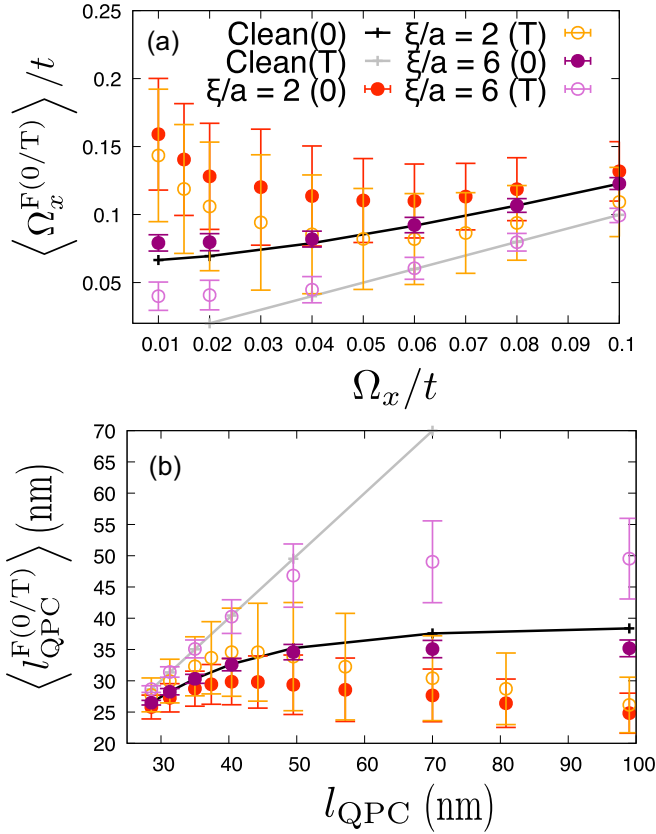 (a)
Clean(0)
ξ/a = 2 (T)
Clean(T)
ξ/a = 6 (0)
ξ/a = 2 (0)
ξ/a = 6 (T)
0.25
0.2
0.15
0.1
0.05
⟨Ω_x^F(0/T)⟩/t
0.01 0.02 0.03 0.04 0.05 0.06 0.07 0.08 0.09 0.1
Ω_x/t
(b)
70
65
60
55
50
45
40
35
30
25
20
⟨l_QPC^F(0/T)⟩ (nm)
30 40 50 60 70 80 90 100
l_QPC (nm)